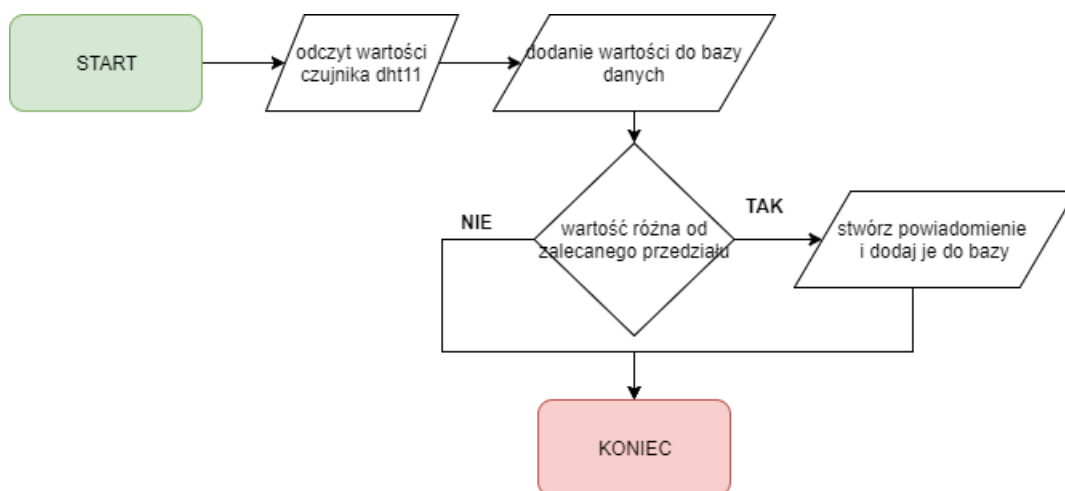 START
odczyt wartości
czujnika dht11
dodanie wartości do bazy
danych
NIE
wartość różna od
zalecanego przedziału
TAK
stwórz powiadomienie
i dodaj je do bazy
KONIEC